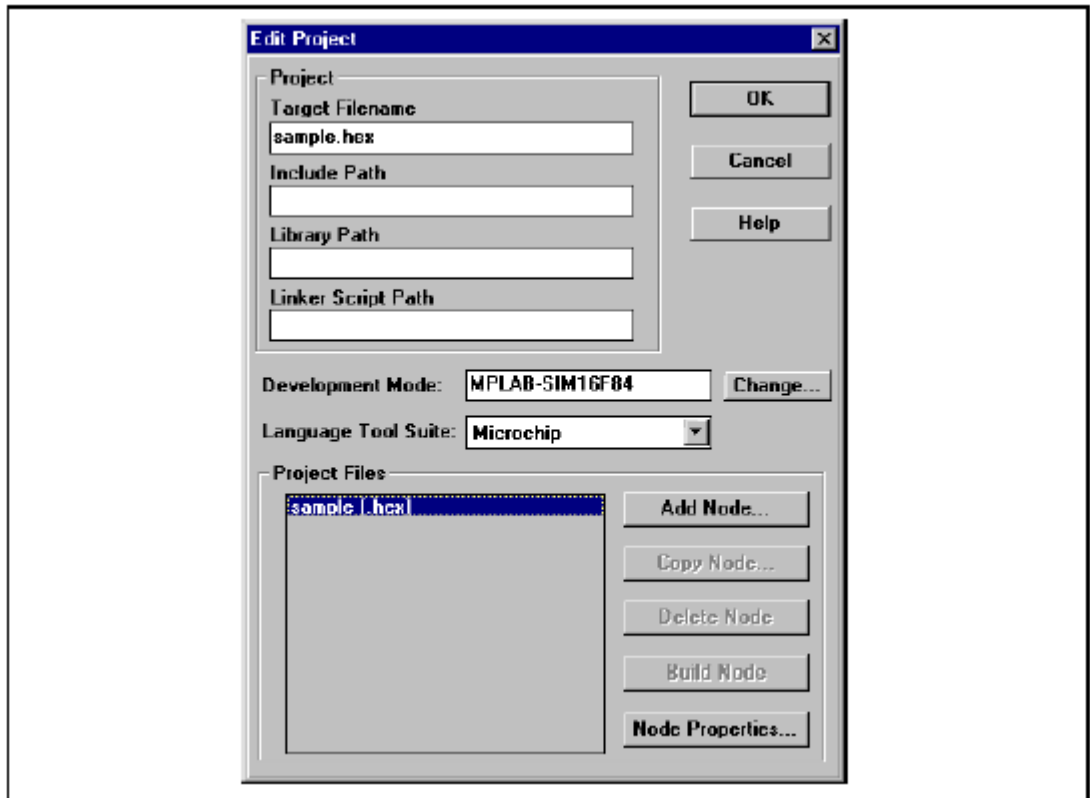 Edit Project
Project
Target Filename
sample.hex
Include Path
Library Path
Linker Script Path
OK
Cancel
Help
Development Mode: MPLAB-SIM16F84 Change...
Language Tool Suite: Microchip
Project Files
sample [.hex]
Add Node...
Copy Node...
Delete Node
Build Node
Node Properties...